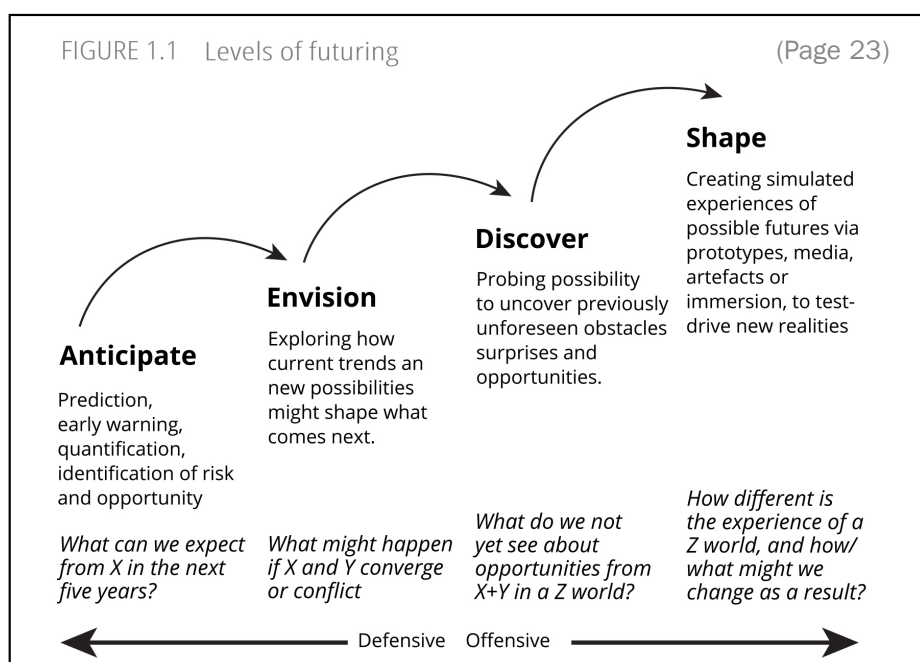 FIGURE 1.1 Levels of futuring
(Page 23)
Anticipate
Prediction,
early warning,
quantification,
identification of risk
and opportunity
What can we expect
from X in the next
five years?
Envision
Exploring how
current trends an
new possibilities
might shape what
comes next.
What might happen
if X and Y converge
or conflict
Discover
Probing possibility
to uncover previously
unforeseen obstacles
surprises and
opportunities.
What do we not
yet see about
opportunities from
X+Y in a Z world?
Shape
Creating simulated
experiences of
possible futures via
prototypes, media,
artefacts or
immersion, to test-
drive new realities
How different is
the experience of a
Z world, and how/
what might we
change as a result?
Defensive Offensive